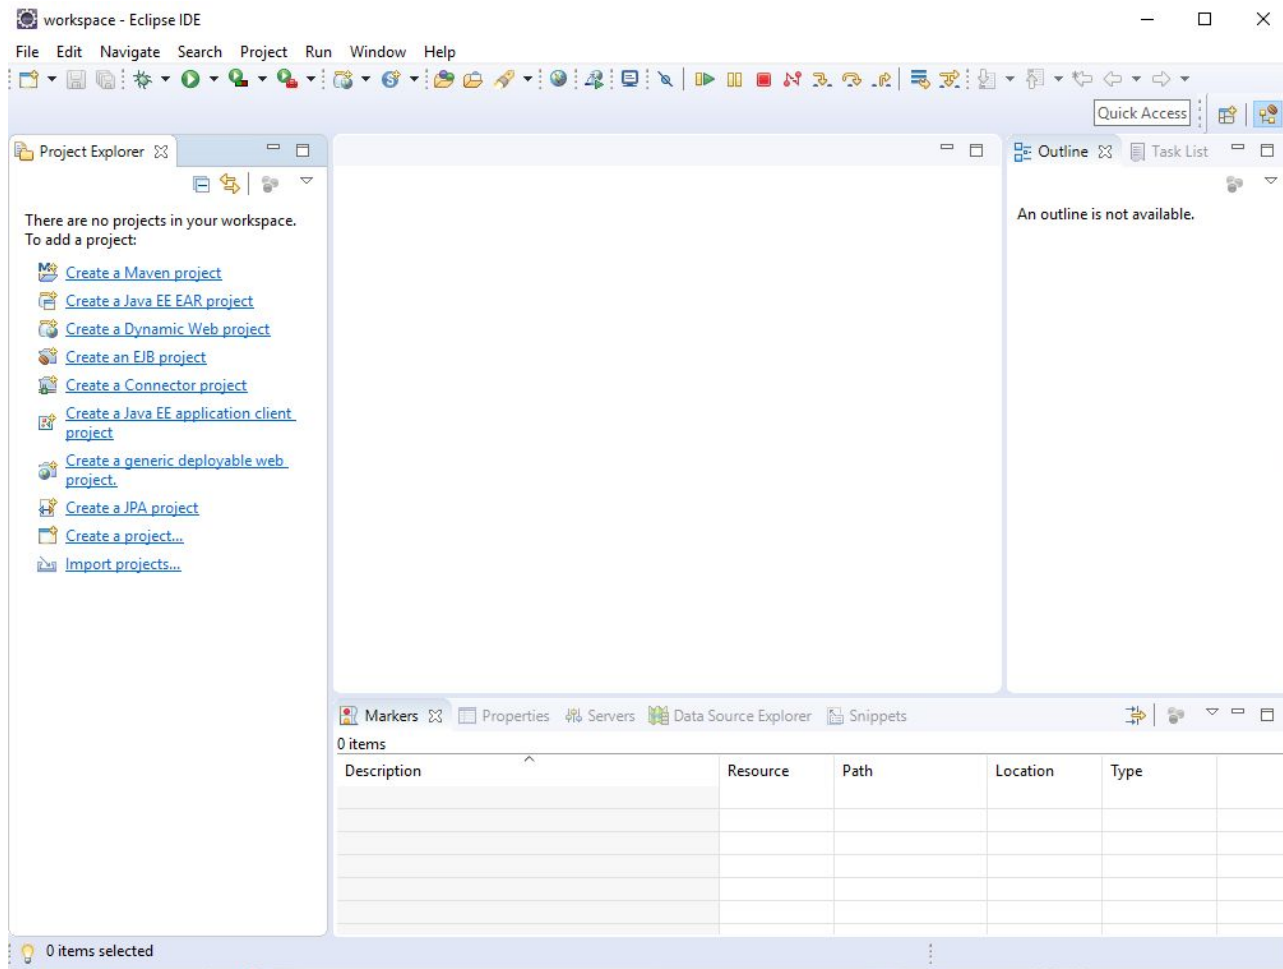 workspace - Eclipse IDE
File Edit Navigate Search Project Run Window Help
Quick Access
Project Explorer
There are no projects in your workspace.
To add a project:
Create a Maven project
Create a Java EE EAR project
Create a Dynamic Web project
Create an EJB project
Create a Connector project
Create a Java EE application client
project
Create a generic deployable web
project.
Create a JPA project
Create a project...
Import projects...
Outline Task List
An outline is not available.
Markers Properties Servers Data Source Explorer Snippets
0 items
Description Resource Path Location Type
0 items selected